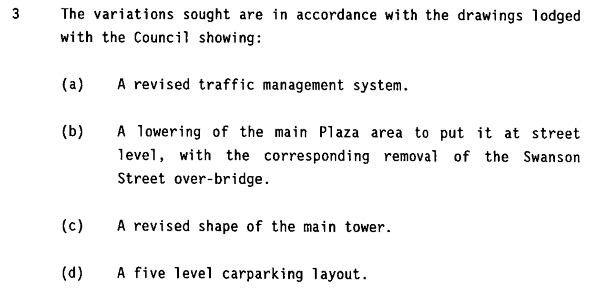 3 The variations sought are in accordance with the drawings lodged
with the Council showing:
(a) A revised traffic management system.
(b) A lowering of the main Plaza area to put it at street
level, with the corresponding removal of the Swanson
Street over-bridge.
(c) A revised shape of the main tower.
(d) A five level carparking layout.